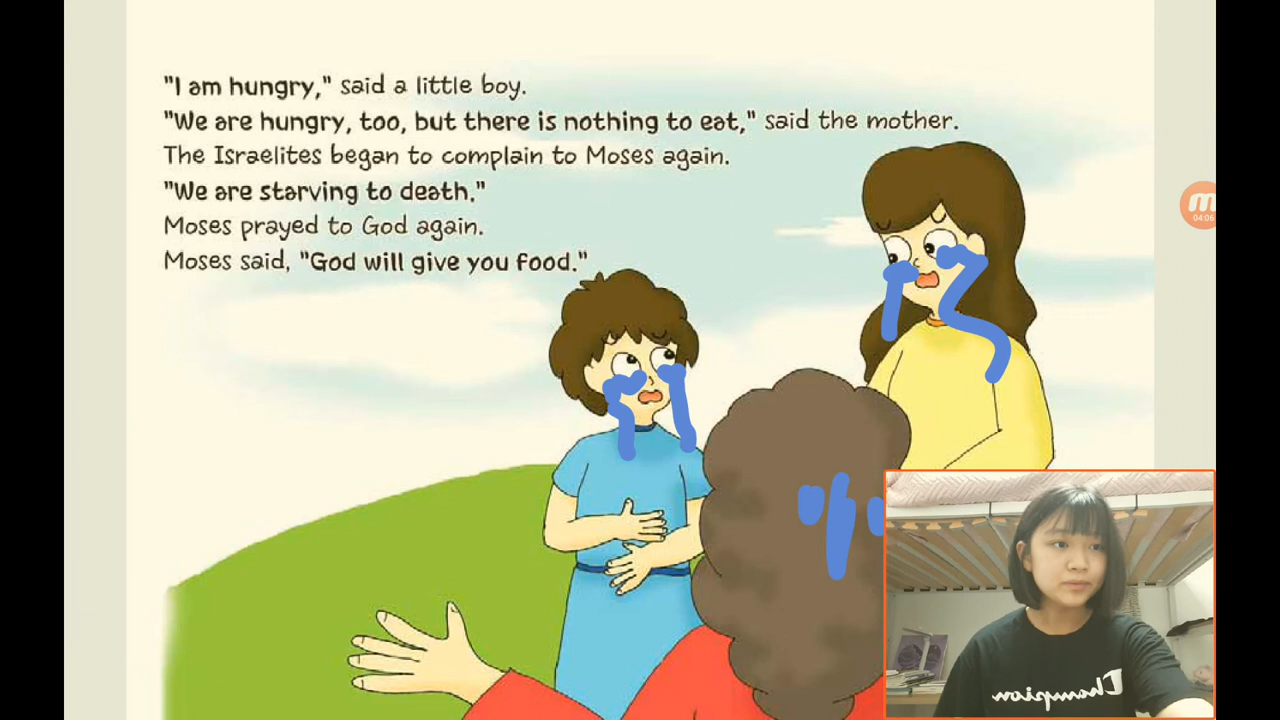 "I am hungry," said a little boy.
"We are hungry, too, but there is nothing to eat," said the mother.
The Israelites began to complain to Moses again.
"We are starving to death."
Moses prayed to God again.
Moses said, "God will give you food."
m
04:06
Champion